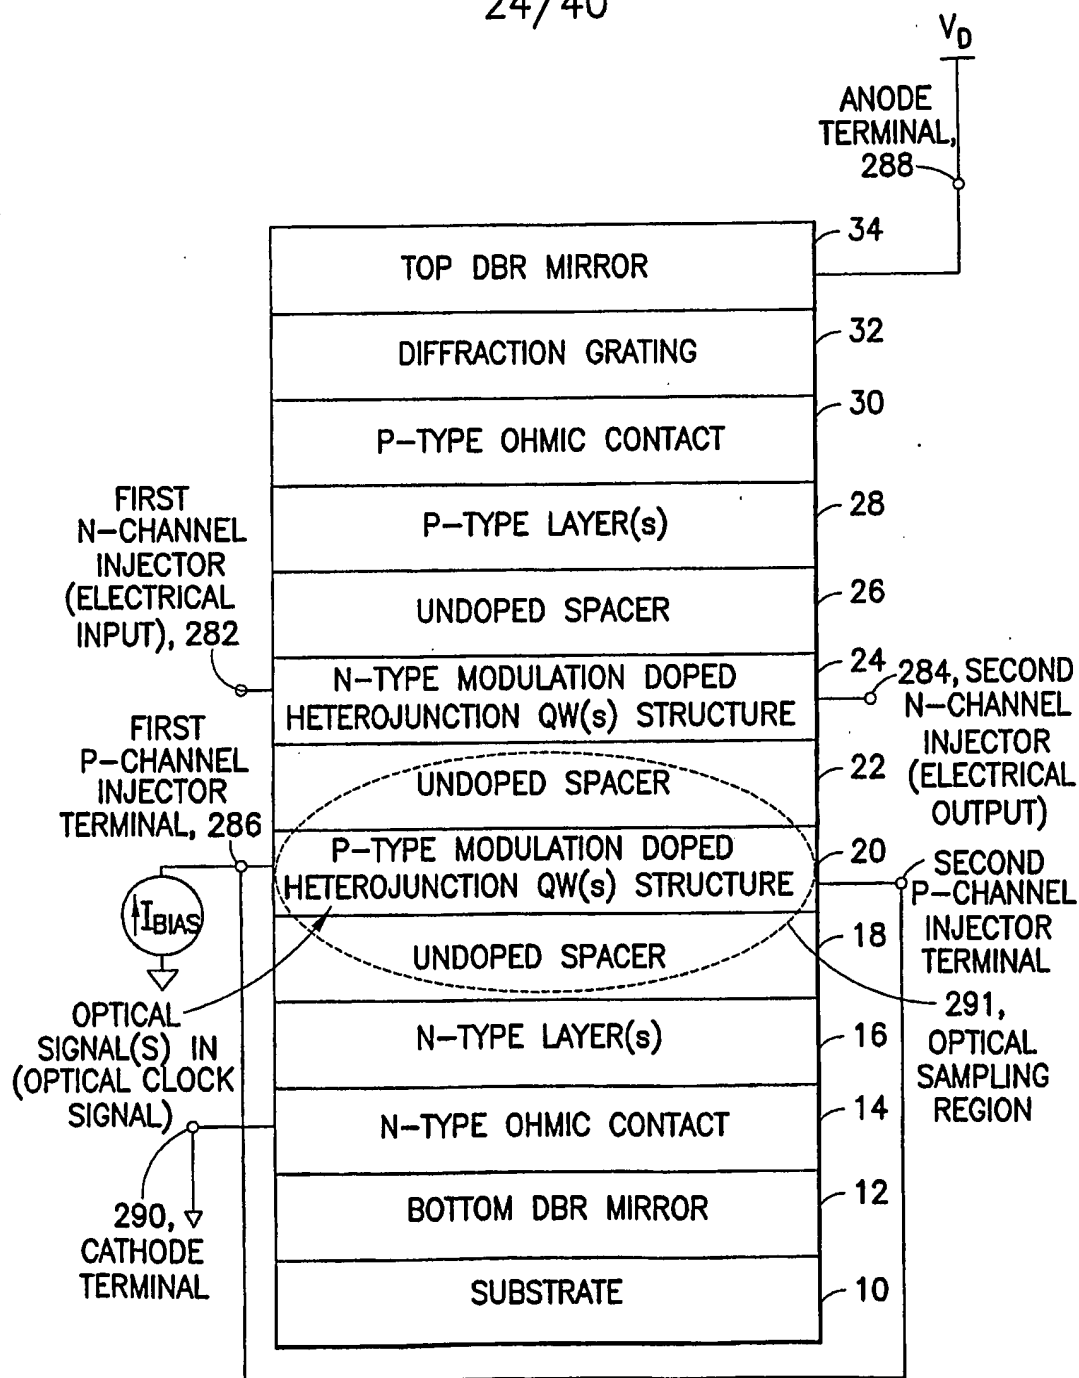 24/40
V_D
ANODE
TERMINAL,
288
34
TOP DBR MIRROR
32
DIFFRACTION GRATING
30
P-TYPE OHMIC CONTACT
28
P-TYPE LAYER(s)
26
UNDOPED SPACER
FIRST
N-CHANNEL
INJECTOR
(ELECTRICAL
INPUT), 282
24
N-TYPE MODULATION DOPED
HETEROJUNCTION QW(s) STRUCTURE
284, SECOND
N-CHANNEL
INJECTOR
(ELECTRICAL
OUTPUT)
22
UNDOPED SPACER
FIRST
P-CHANNEL
INJECTOR
TERMINAL, 286
20
P-TYPE MODULATION DOPED
HETEROJUNCTION QW(s) STRUCTURE
SECOND
P-CHANNEL
INJECTOR
TERMINAL
IBIAS
18
UNDOPED SPACER
291,
OPTICAL
SAMPLING
REGION
OPTICAL
SIGNAL(S) IN
(OPTICAL CLOCK
SIGNAL)
16
N-TYPE LAYER(s)
14
N-TYPE OHMIC CONTACT
290,
CATHODE
TERMINAL
12
BOTTOM DBR MIRROR
10
SUBSTRATE